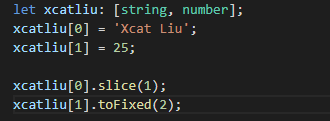 let xcatliu: [string, number];
xcatliu[0] = 'Xcat Liu';
xcatliu[1] = 25;
xcatliu[0].slice(1);
xcatliu[1].toFixed(2);